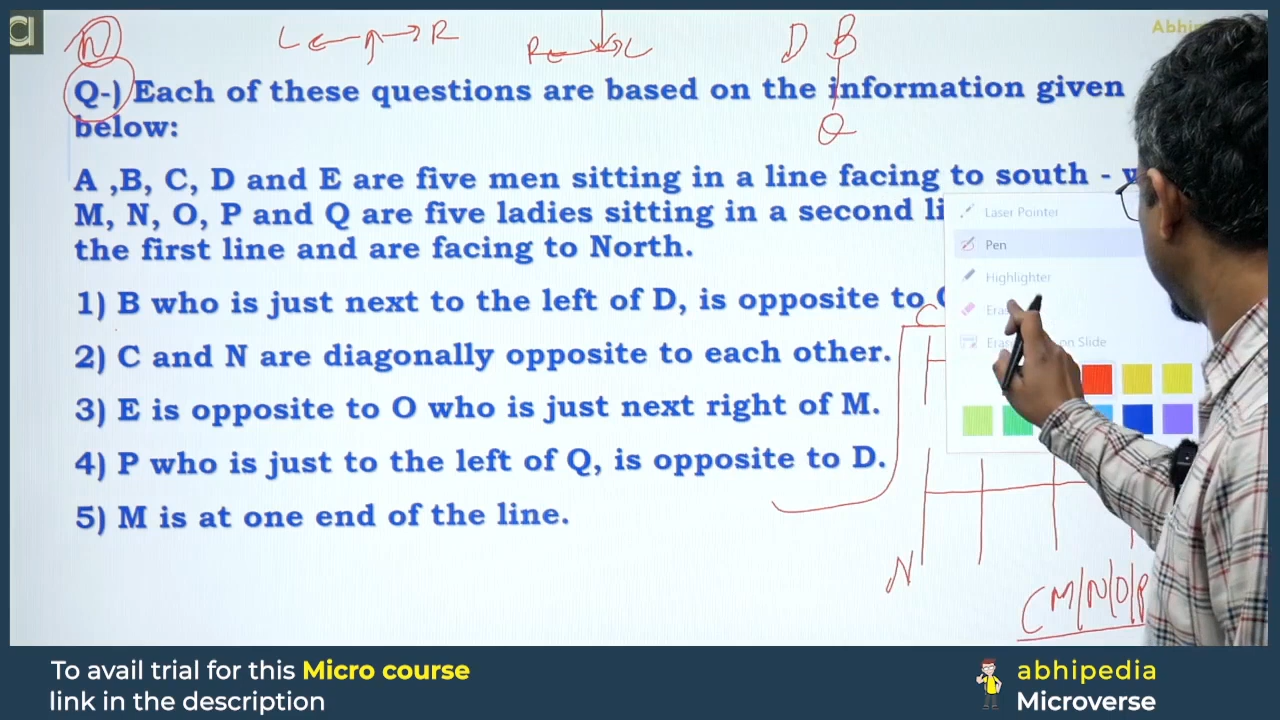 a
n
L R
R L
D B
Q
Q-) Each of these questions are based on the information given
below:
A ,B, C, D and E are five men sitting in a line facing to south -
M, N, O, P and Q are five ladies sitting in a second
the first line and are facing to North.
1) B who is just next to the left of D, is opposite to
C
2) C and N are diagonally opposite to each other.
3) E is opposite to O who is just next right of M.
4) P who is just to the left of Q, is opposite to D.
5) M is at one end of the line.
Laser Pointer
Pen
Highlighter
on Slide
N
C M/N/O/P
To avail trial for this Micro course
link in the description
abhipedia
Microverse